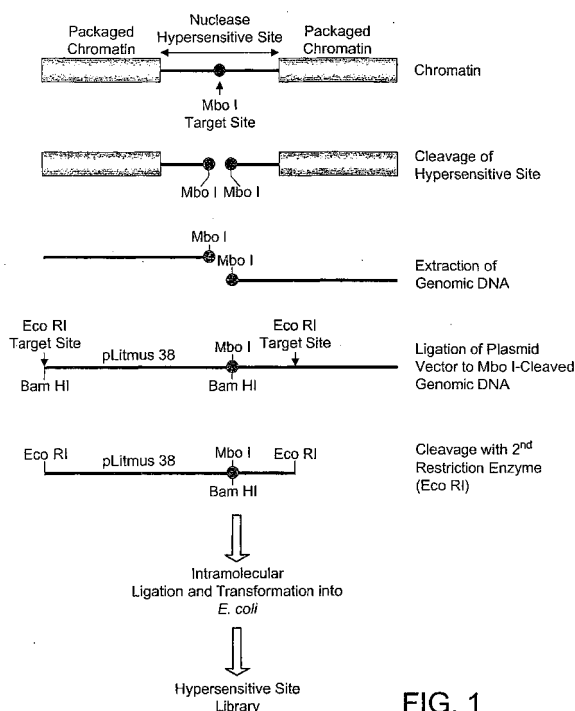 Packaged
Chromatin
Nuclease
Hypersensitive Site
Packaged
Chromatin
Chromatin
Mbo I
Target Site
Cleavage of
Hypersensitive Site
Mbo I Mbo I
Mbo I
Mbo I
Extraction of
Genomic DNA
Eco RI
Target Site
pLitmus 38
Mbo I
Eco RI
Target Site
Bam HI
Bam HI
Ligation of Plasmid
Vector to Mbo I-Cleaved
Genomic DNA
Eco RI
pLitmus 38
Mbo I
Eco RI
Bam HI
Cleavage with 2nd
Restriction Enzyme
(Eco RI)
Intramolecular
Ligation and Transformation into
E. coli
Hypersensitive Site
Library
FIG. 1